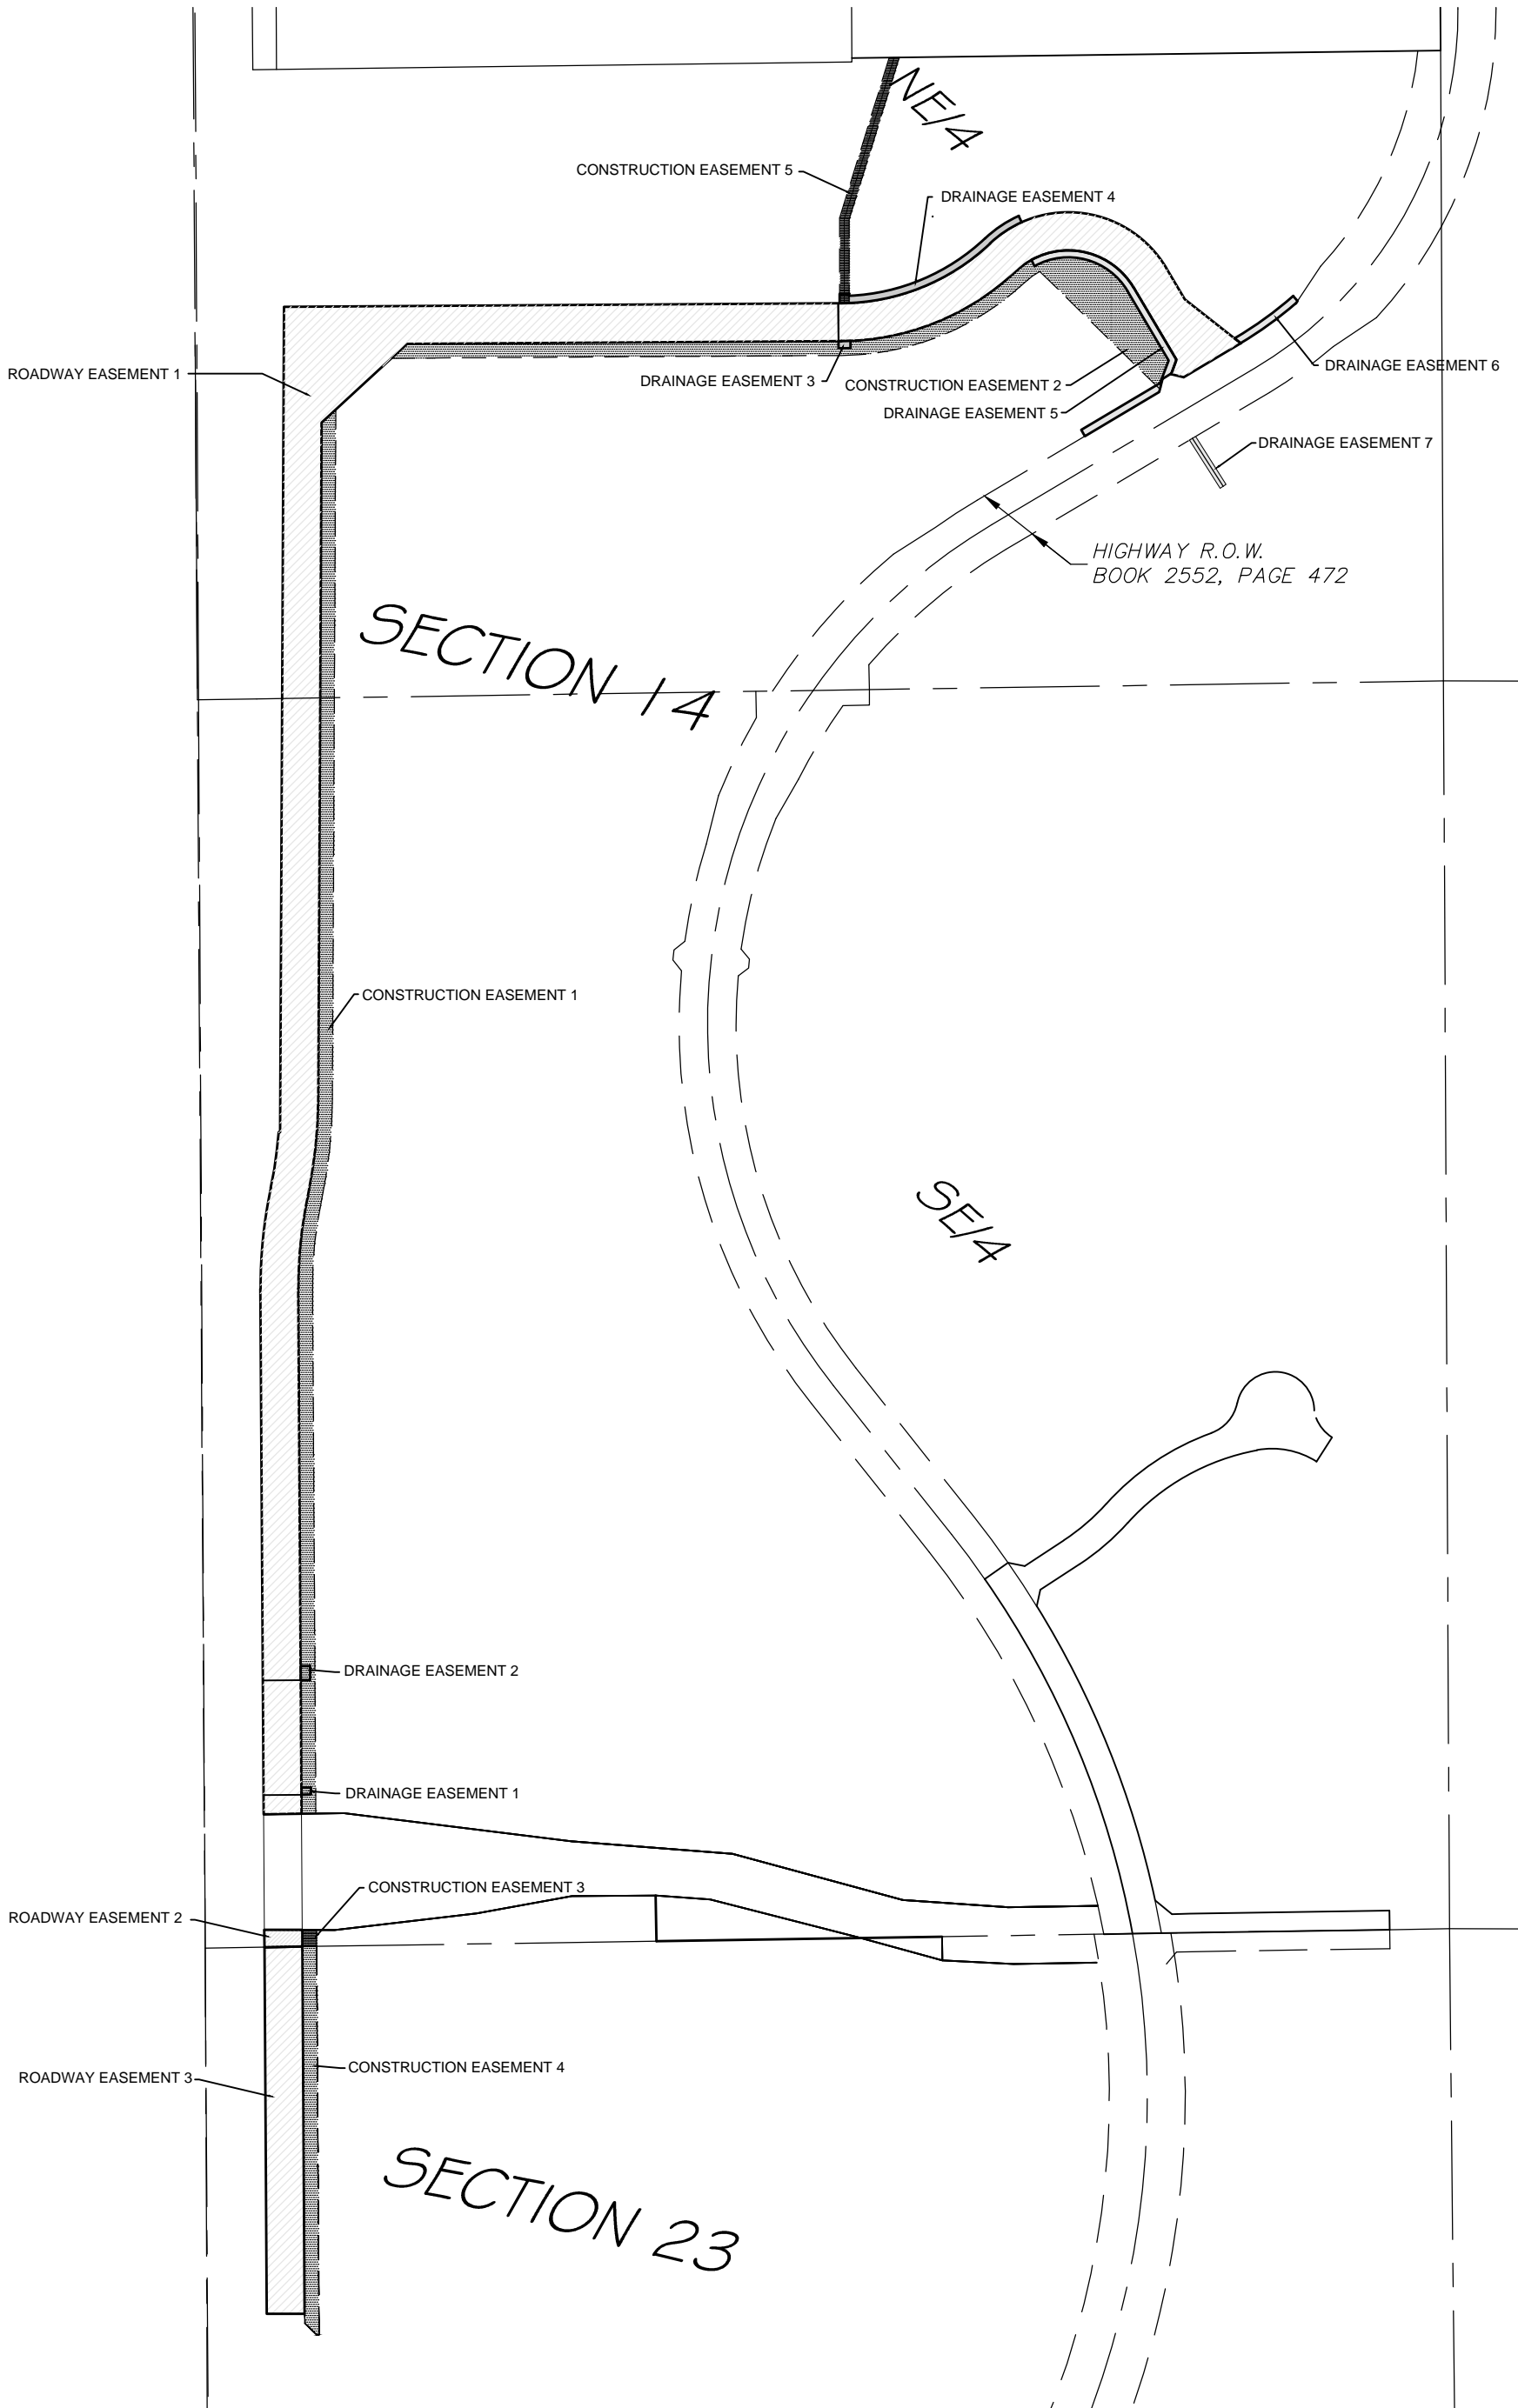 NE/4
CONSTRUCTION EASEMENT 5
DRAINAGE EASEMENT 4
ROADWAY EASEMENT 1
DRAINAGE EASEMENT 3
CONSTRUCTION EASEMENT 2
DRAINAGE EASEMENT 6
DRAINAGE EASEMENT 5
DRAINAGE EASEMENT 7
HIGHWAY R.O.W.
BOOK 2552, PAGE 472
SECTION 14
CONSTRUCTION EASEMENT 1
SE/4
DRAINAGE EASEMENT 2
DRAINAGE EASEMENT 1
CONSTRUCTION EASEMENT 3
ROADWAY EASEMENT 2
CONSTRUCTION EASEMENT 4
ROADWAY EASEMENT 3
SECTION 23